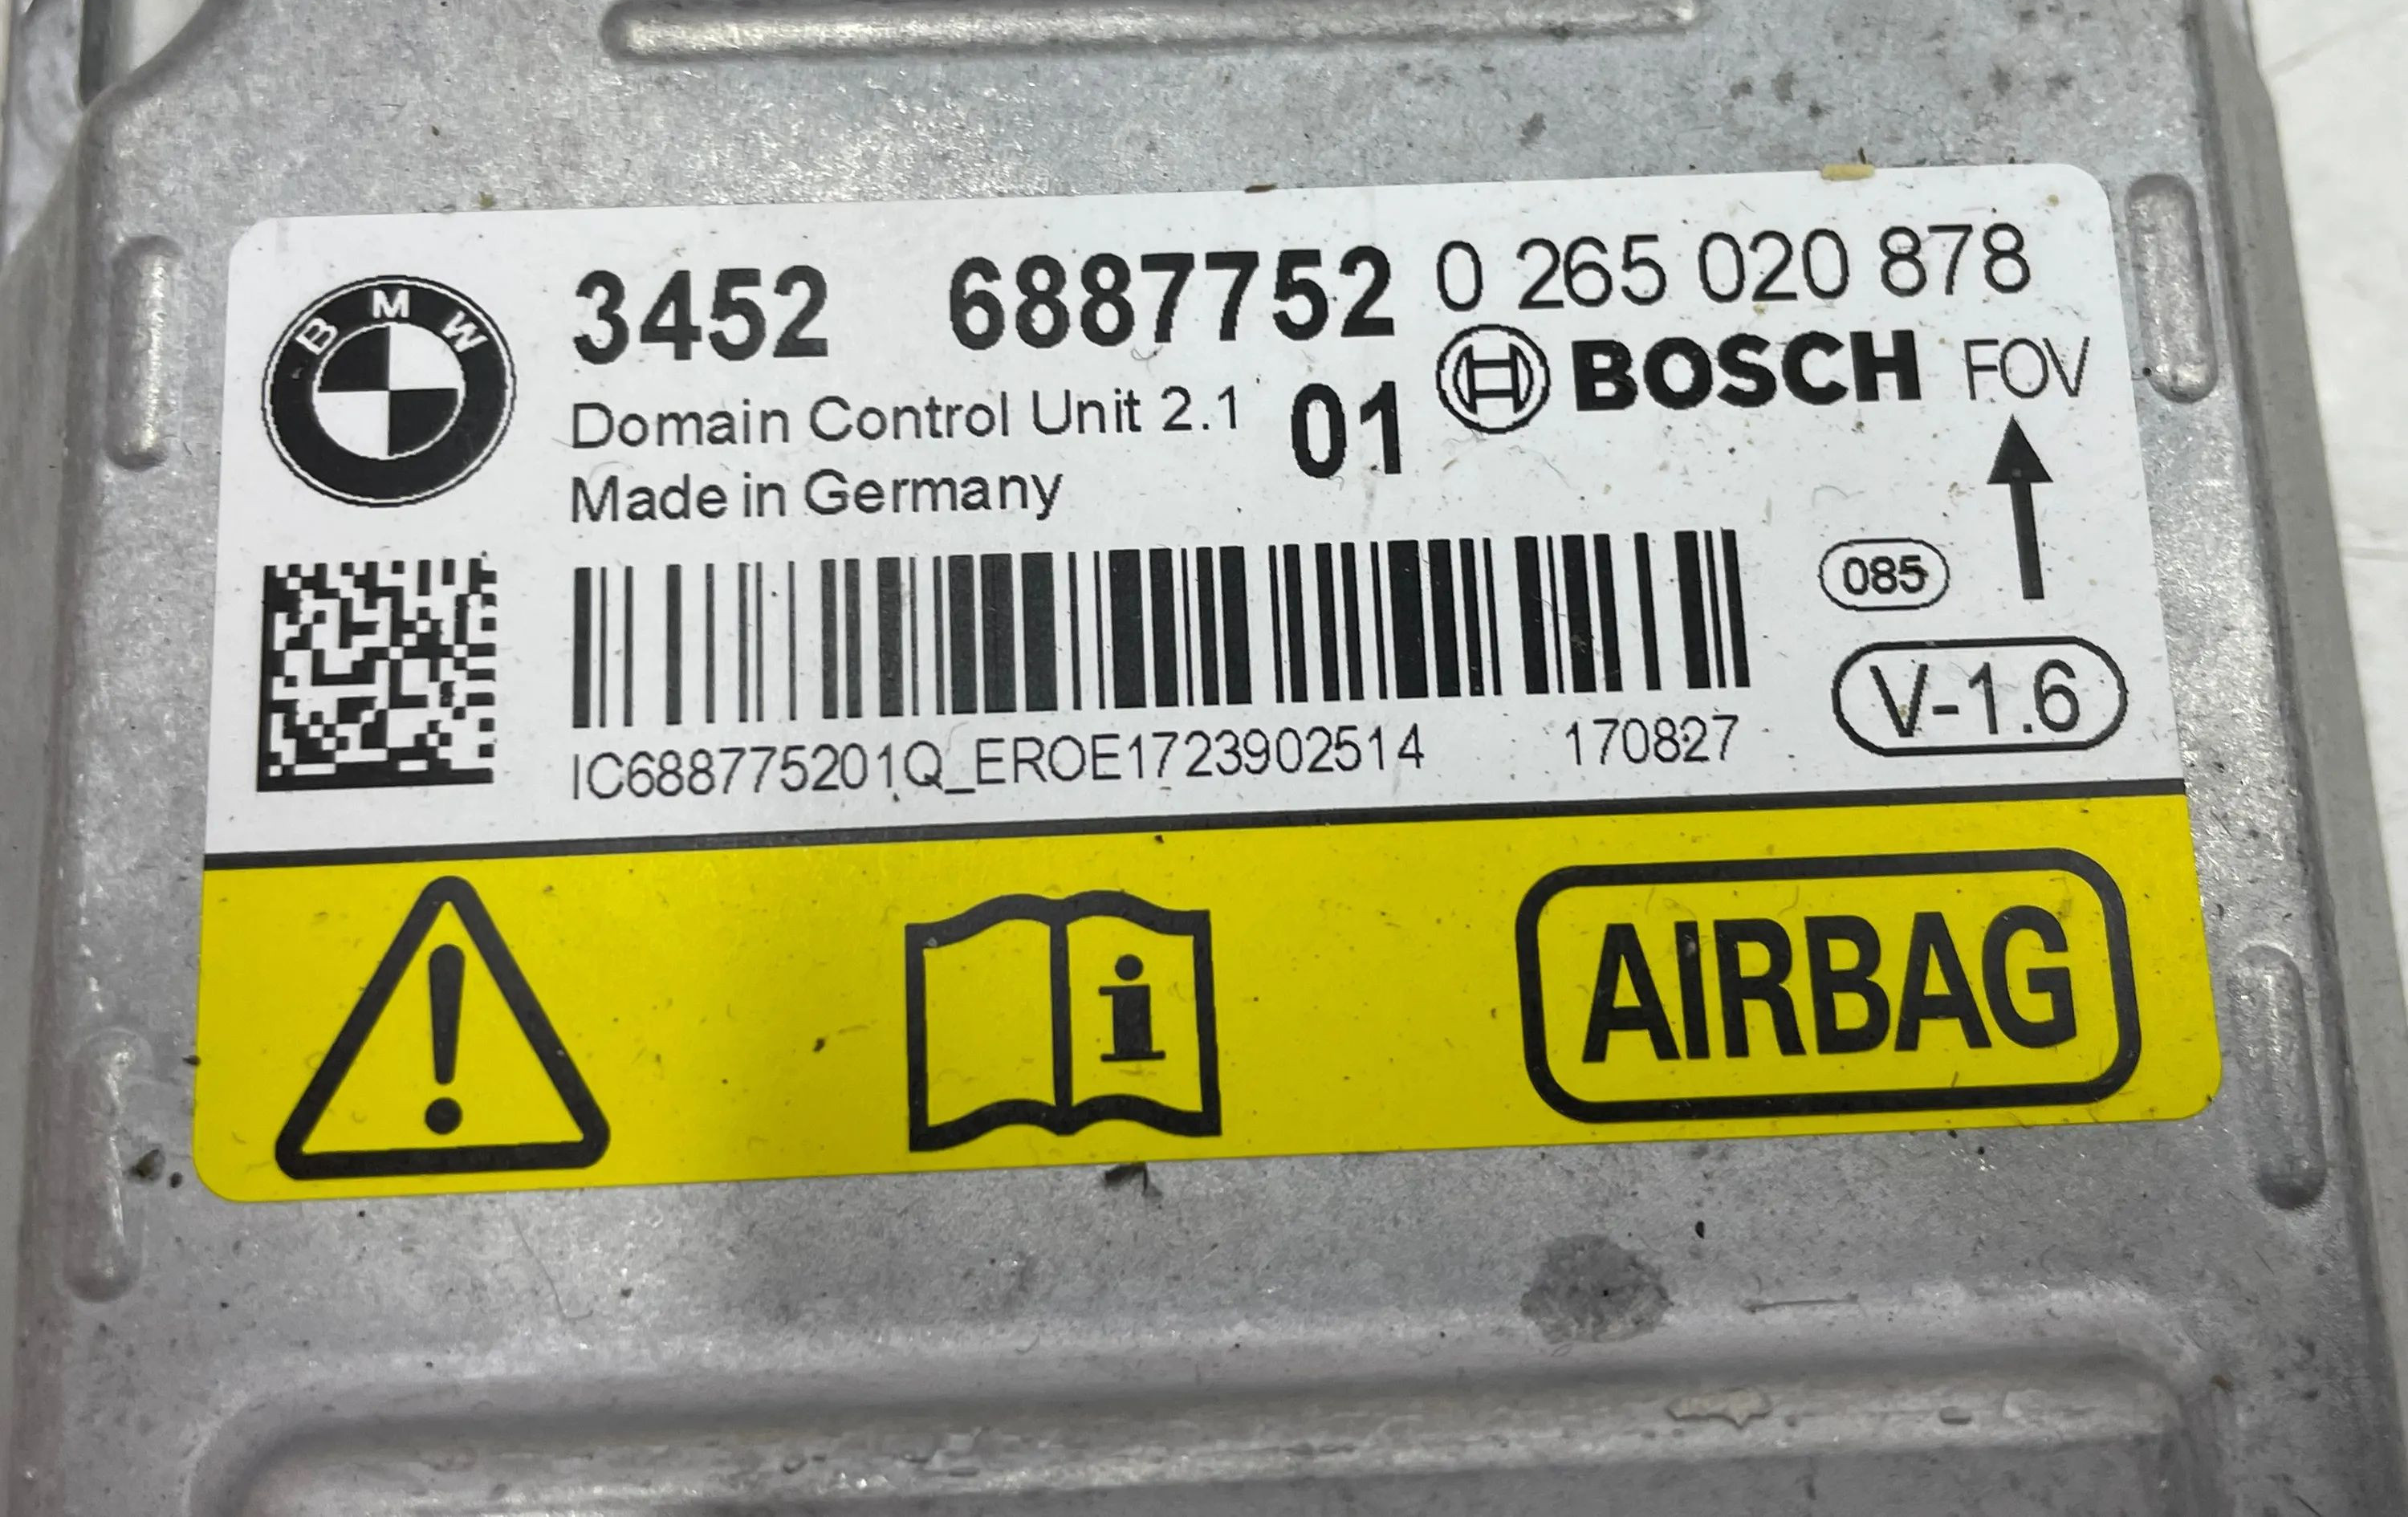 BMW
3452 6887752 0 265 020 878
BOSCH FOV
Domain Control Unit 2.1 01
Made in Germany
085
V-1.6
IC688775201Q_EROE1723902514 170827
i
AIRBAG